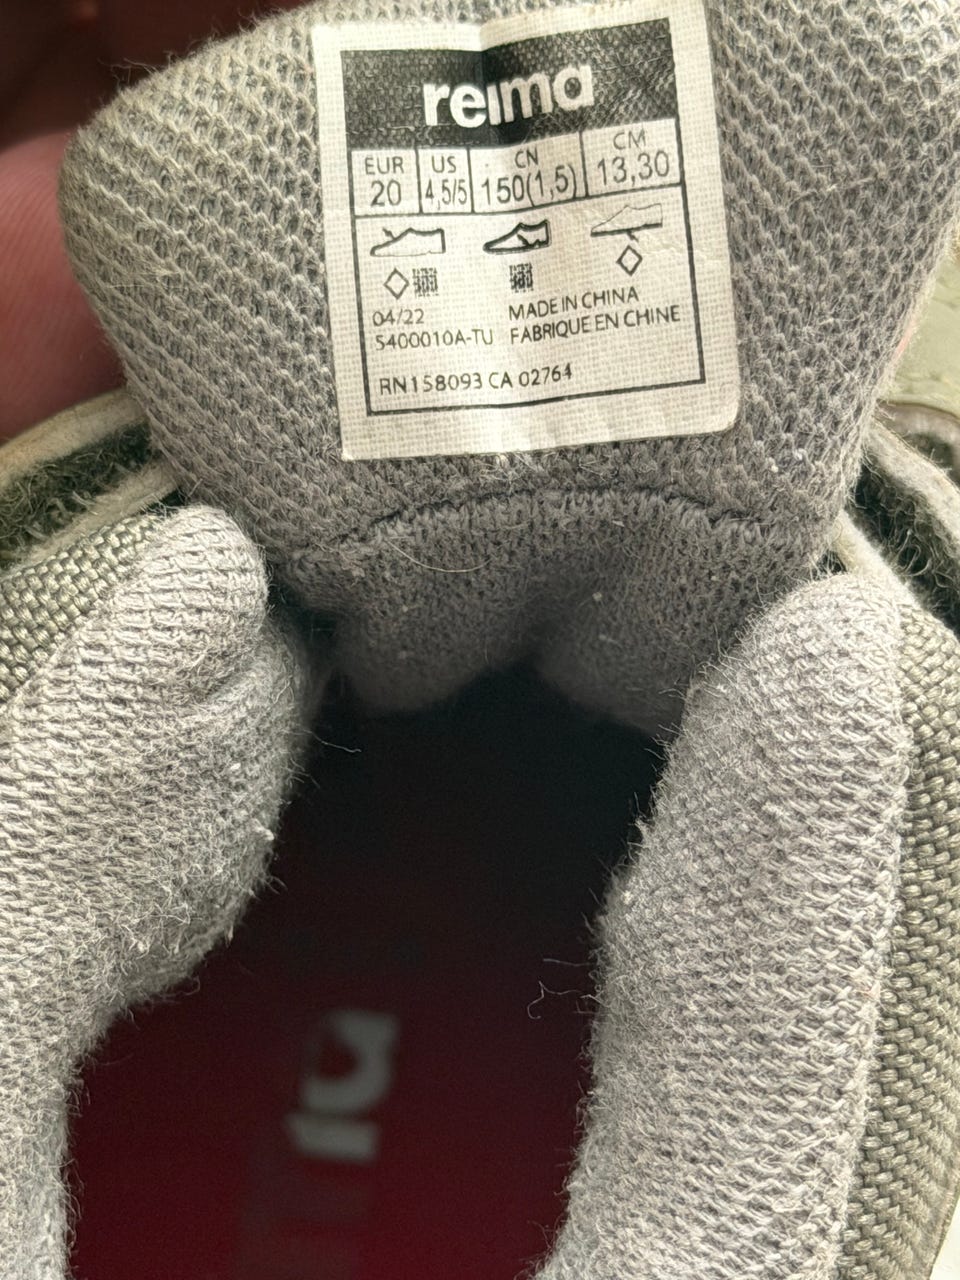 reima
EUR US CN CM
20 4,5/5 150(1,5) 13,30
04/22 MADE IN CHINA
5400010A-TU FABRIQUE EN CHINE
RN158093 CA 02764